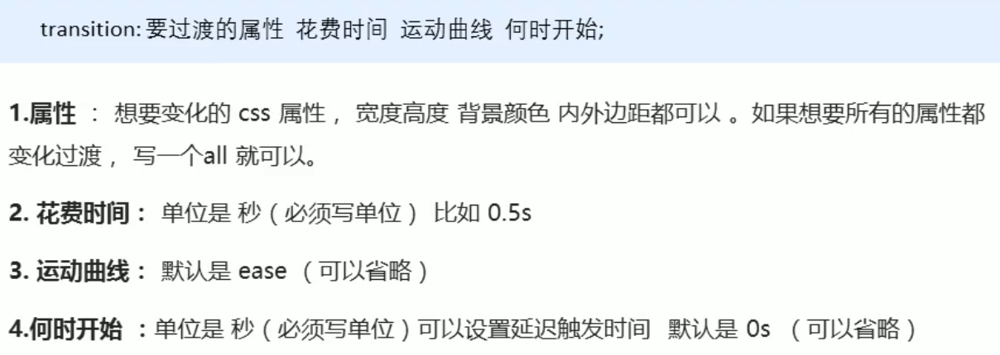 transition: 要过渡的属性 花费时间 运动曲线 何时开始;
1.属性 ： 想要变化的 css 属性， 宽度高度 背景颜色 内外边距都可以 。如果想要所有的属性都
变化过渡， 写一个all 就可以。
2. 花费时间： 单位是 秒（必须写单位） 比如 0.5s
3. 运动曲线： 默认是 ease （可以省略）
4.何时开始 ：单位是 秒（必须写单位）可以设置延迟触发时间 默认是 0s （可以省略）